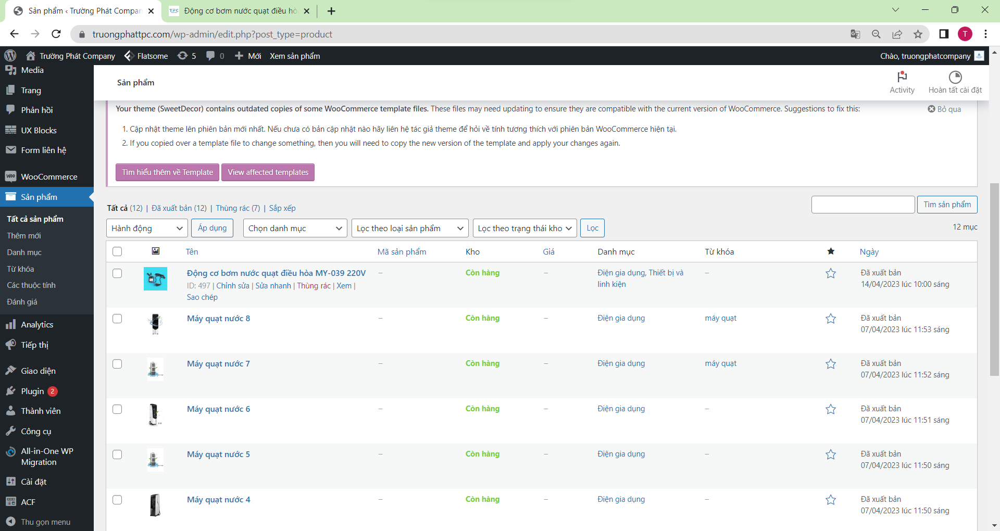 Sản phẩm ‹ Trường Phát Compan
Động cơ bơm nước quạt điều hò
truongphattpc.com/wp-admin/edit.php?post_type=product
T
Trường Phát Company
Flatsome
5
0
Mới
Xem sản phẩm
Chào, truongphatcompany
Media
Trang
Phản hồi
UX Blocks
Form liên hệ
WooCommerce
Sản phẩm
Tất cả sản phẩm
Thêm mới
Danh mục
Từ khóa
Các thuộc tính
Đánh giá
Analytics
Tiếp thị
Giao diện
Plugin 2
Thành viên
Công cụ
All-in-One WP
Migration
Cài đặt
ACF
Thu gọn menu
Sản phẩm
Activity
Hoàn tất cài đặt
Your theme (SweetDecor) contains outdated copies of some WooCommerce template files. These files may need updating to ensure they are compatible with the current version of WooCommerce. Suggestions to fix this:
Bỏ qua
1. Cập nhật theme lên phiên bản mới nhất. Nếu chưa có bản cập nhật nào hãy liên hệ tác giả theme để hỏi về tính tương thích với phiên bản WooCommerce hiện tại.
2. If you copied over a template file to change something, then you will need to copy the new version of the template and apply your changes again.
Tìm hiểu thêm về Template
View affected templates
Tất cả (12) | Đã xuất bản (12) | Thùng rác (7) | Sắp xếp
Tìm sản phẩm
Hành động
Áp dụng
Chọn danh mục
Lọc theo loại sản phẩm
Lọc theo trạng thái kho
Lọc
12 mục
Tên
Mã sản phẩm
Kho
Giá
Danh mục
Từ khóa
Ngày
Động cơ bơm nước quạt điều hòa MY-039 220V
ID: 497 | Chỉnh sửa | Sửa nhanh | Thùng rác | Xem |
Sao chép
–
Còn hàng
–
Điện gia dụng, Thiết bị và
linh kiện
–
Đã xuất bản
14/04/2023 lúc 10:00 sáng
Máy quạt nước 8
–
Còn hàng
–
Điện gia dụng
máy quạt
Đã xuất bản
07/04/2023 lúc 11:53 sáng
Máy quạt nước 7
–
Còn hàng
–
Điện gia dụng
máy quạt
Đã xuất bản
07/04/2023 lúc 11:52 sáng
Máy quạt nước 6
–
Còn hàng
–
Điện gia dụng
–
Đã xuất bản
07/04/2023 lúc 11:51 sáng
Máy quạt nước 5
–
Còn hàng
–
Điện gia dụng
–
Đã xuất bản
07/04/2023 lúc 11:50 sáng
Máy quạt nước 4
–
Còn hàng
–
Điện gia dụng
–
Đã xuất bản
07/04/2023 lúc 11:50 sáng